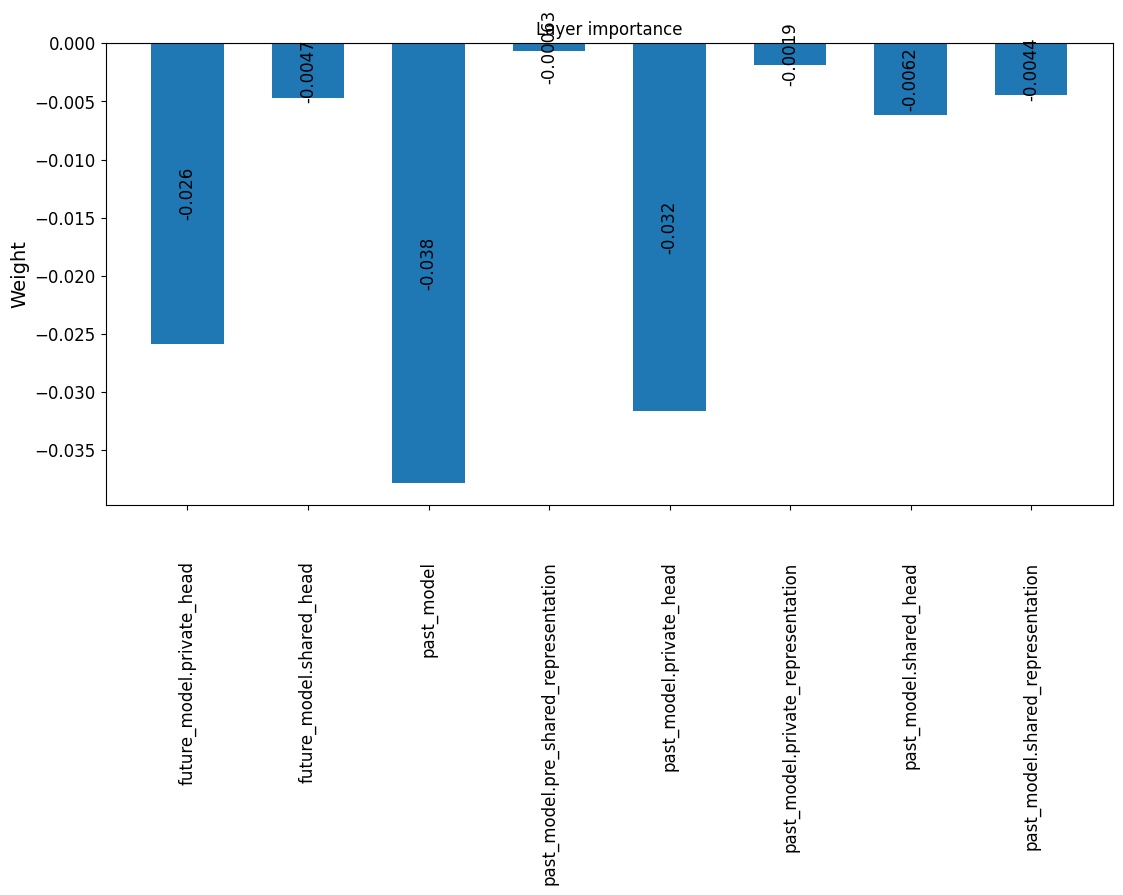 Layer importance
Weight
0.000
−0.005
−0.010
−0.015
−0.020
−0.025
−0.030
−0.035
-0.026
-0.0047
-0.038
-0.00063
-0.032
-0.0019
-0.0062
-0.0044
future_model.private_head
future_model.shared_head
past_model
past_model.pre_shared_representation
past_model.private_head
past_model.private_representation
past_model.shared_head
past_model.shared_representation